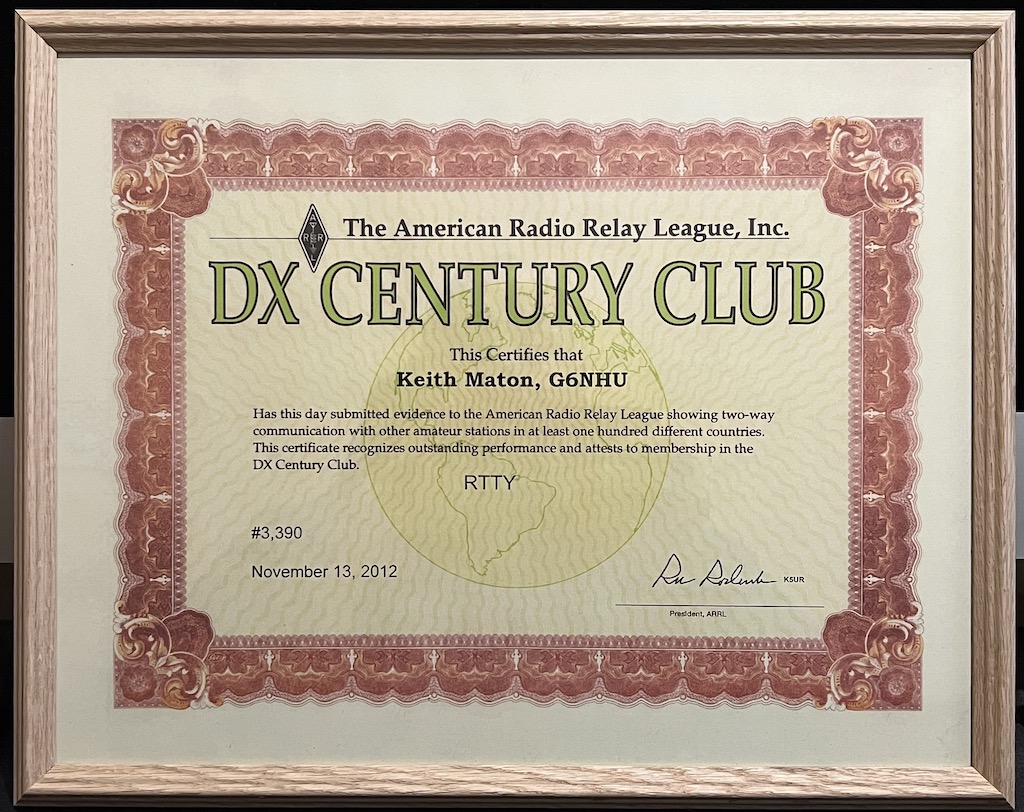 The American Radio Relay League, Inc.
ARRL
DX CENTURY CLUB
This Certifies that
Keith Maton, G6NHU
Has this day submitted evidence to the American Radio Relay League showing two-way
communication with other amateur stations in at least one hundred different countries.
This certificate recognizes outstanding performance and attests to membership in the
DX Century Club.
RTTY
#3,390
November 13, 2012
K5UR
President, ARRL